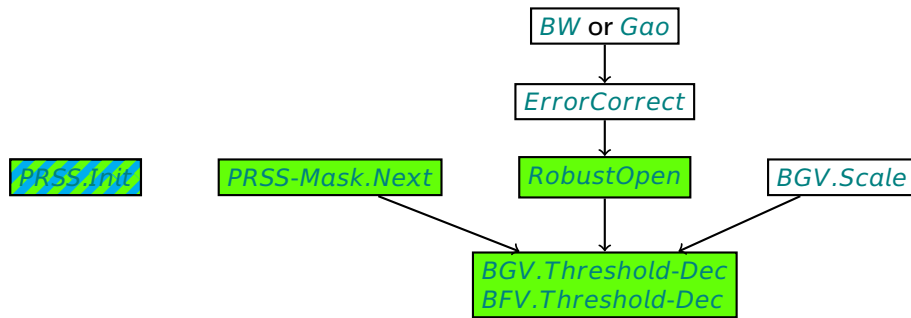 BW or Gao
ErrorCorrect
PRSS.Init
PRSS-Mask.Next
RobustOpen
BGV.Scale
BGV.Threshold-Dec
BFV.Threshold-Dec